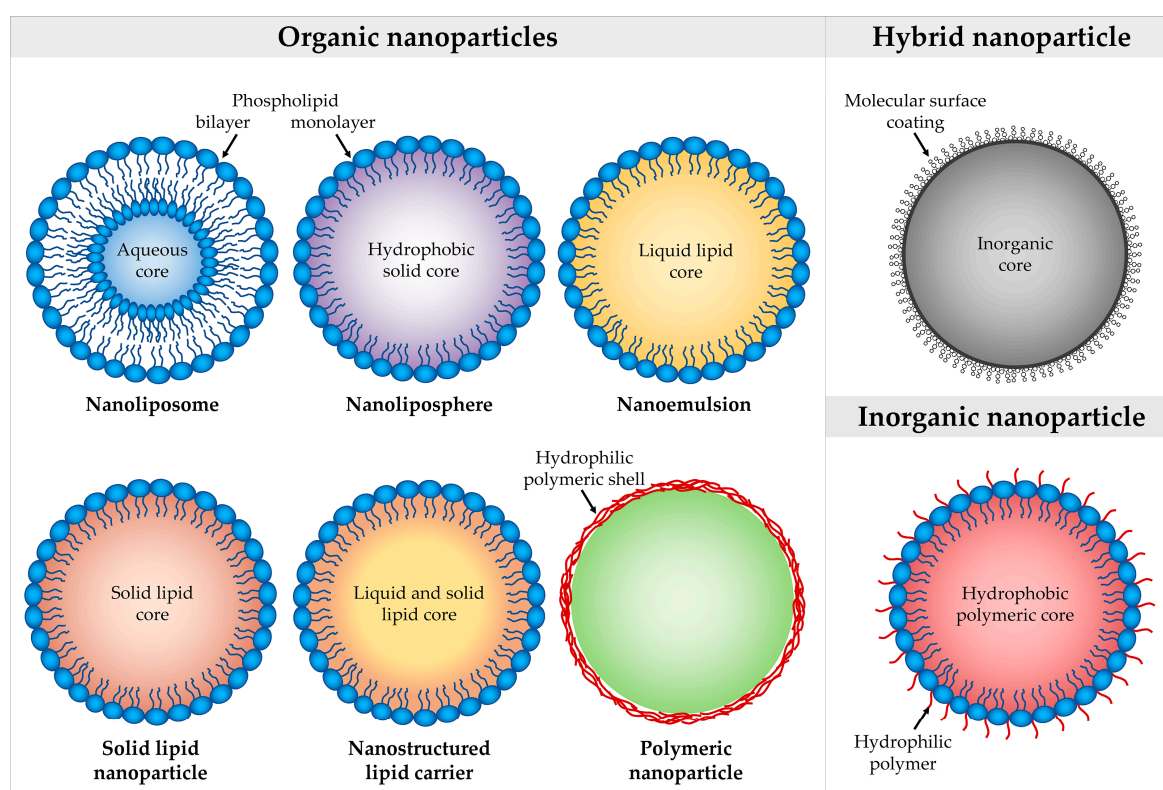 Organic nanoparticles
Hybrid nanoparticle
Phospholipid
bilayer
monolayer
Molecular surface
coating
Aqueous
core
Hydrophobic
solid core
Liquid lipid
core
Inorganic
core
Nanoliposome
Nanoliposphere
Nanoemulsion
Inorganic nanoparticle
Hydrophilic
polymeric shell
Solid lipid
core
Liquid and solid
lipid core
Hydrophobic
polymeric core
Solid lipid
nanoparticle
Nanostructured
lipid carrier
Polymeric
nanoparticle
Hydrophilic
polymer